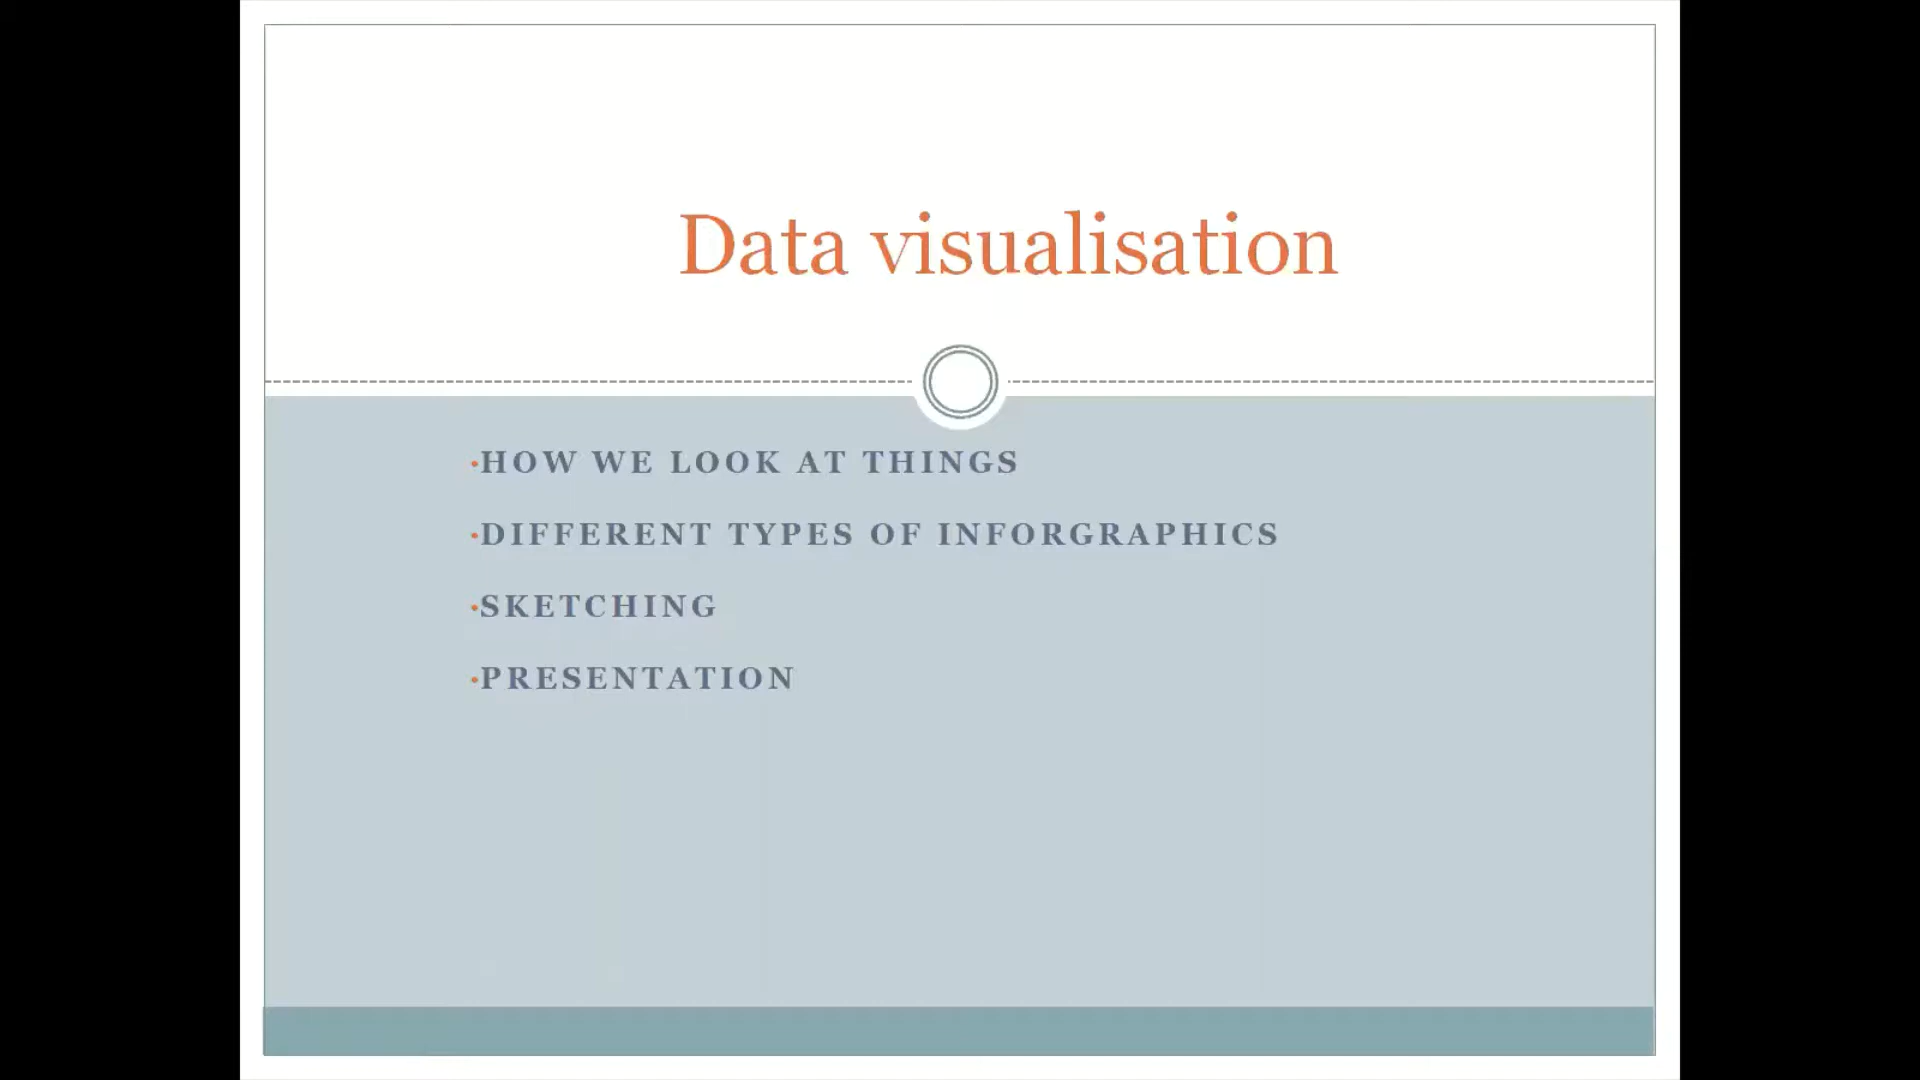 Data visualisation
•HOW WE LOOK AT THINGS
•DIFFERENT TYPES OF INFORGRAPHICS
•SKETCHING
•PRESENTATION